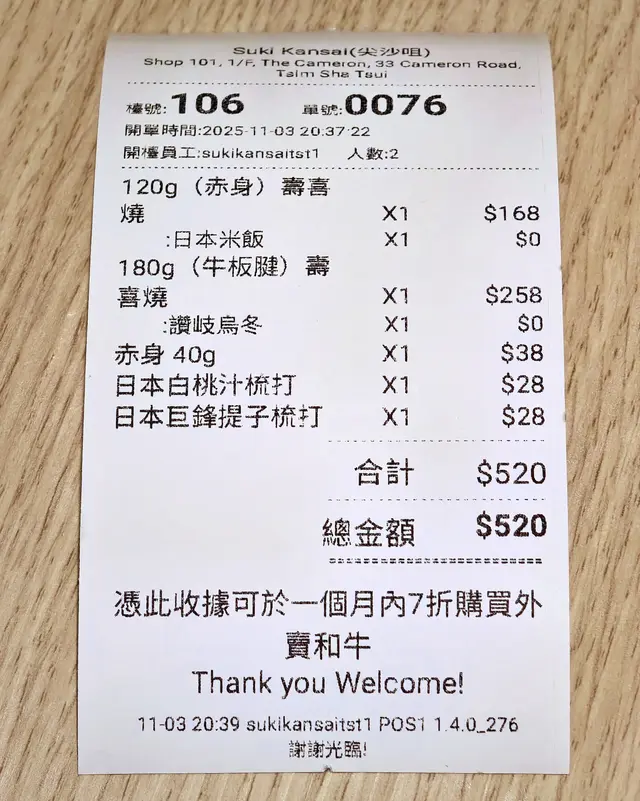 Suki Kansai(尖沙咀)
Shop 101, 1/F, The Cameron, 33 Cameron Road,
Tsim Sha Tsui
檯號:106 單號:0076
開單時間:2025-11-03 20:37:22
開檯員工:sukikansaitst1 人數:2
120g（赤身）壽喜
燒 X1 $168
:日本米飯 X1 $0
180g（牛板腱）壽
喜燒 X1 $258
:讚岐烏冬 X1 $0
赤身 40g X1 $38
日本白桃汁梳打 X1 $28
日本巨鋒提子梳打 X1 $28
合計 $520
總金額 $520
憑此收據可於一個月內7折購買外
賣和牛
Thank you Welcome!
11-03 20:39 sukikansaitst1 POS1 1.4.0_276
謝謝光臨!